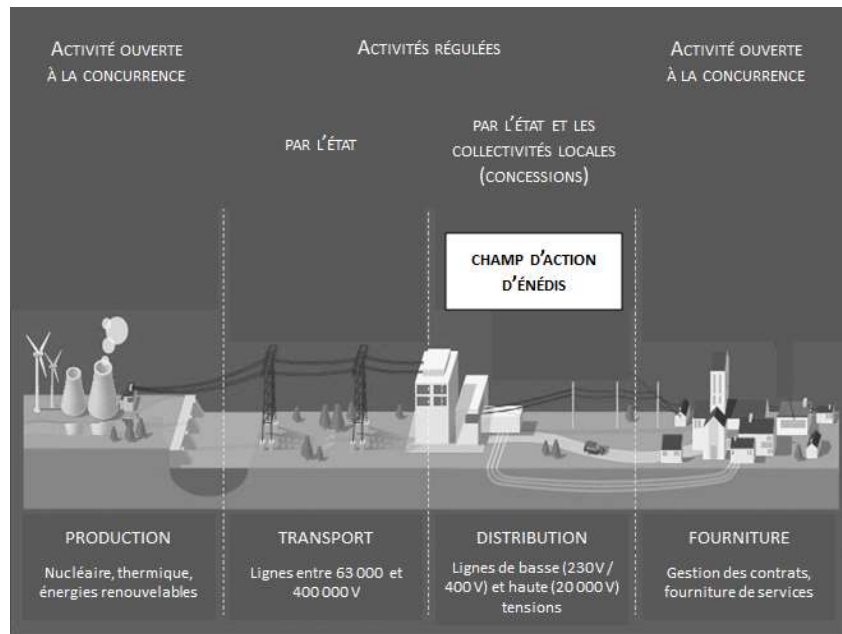 ACTIVITÉ OUVERTE
À LA CONCURRENCE
ACTIVITÉS RÉGULÉES
ACTIVITÉ OUVERTE
À LA CONCURRENCE
PAR L'ÉTAT
PAR L'ÉTAT ET LES
COLLECTIVITÉS LOCALES
(CONCESSIONS)
CHAMP D'ACTION
D'ÉNÉDIS
PRODUCTION
Nucléaire, thermique,
énergies renouvelables
TRANSPORT
Lignes entre 63 000 et
400 000 V
DISTRIBUTION
Lignes de basse (230 V /
400 V) et haute (20 000 V)
tensions
FOURNITURE
Gestion des contrats,
fourniture de services